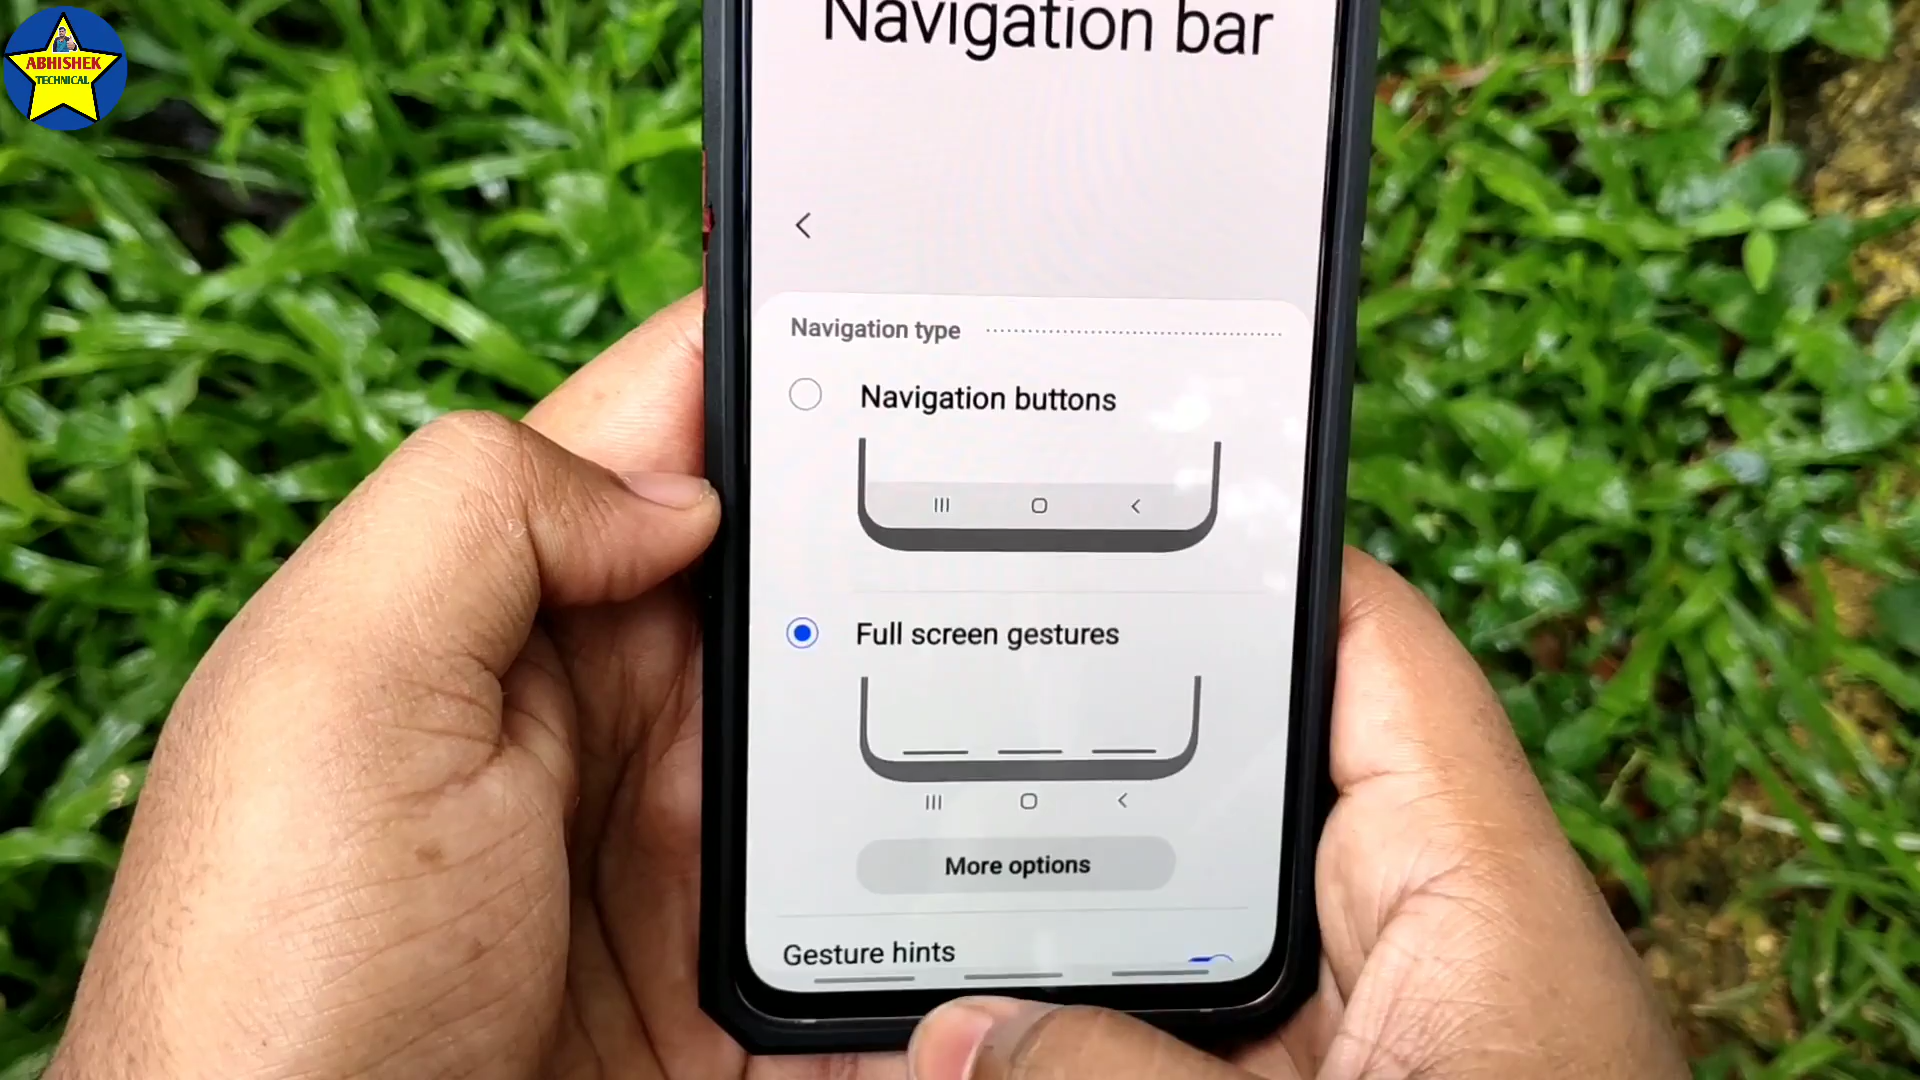 ABHISHEK
TECHNICAL
Navigation bar
Navigation type
Navigation buttons
Full screen gestures
More options
Gesture hints